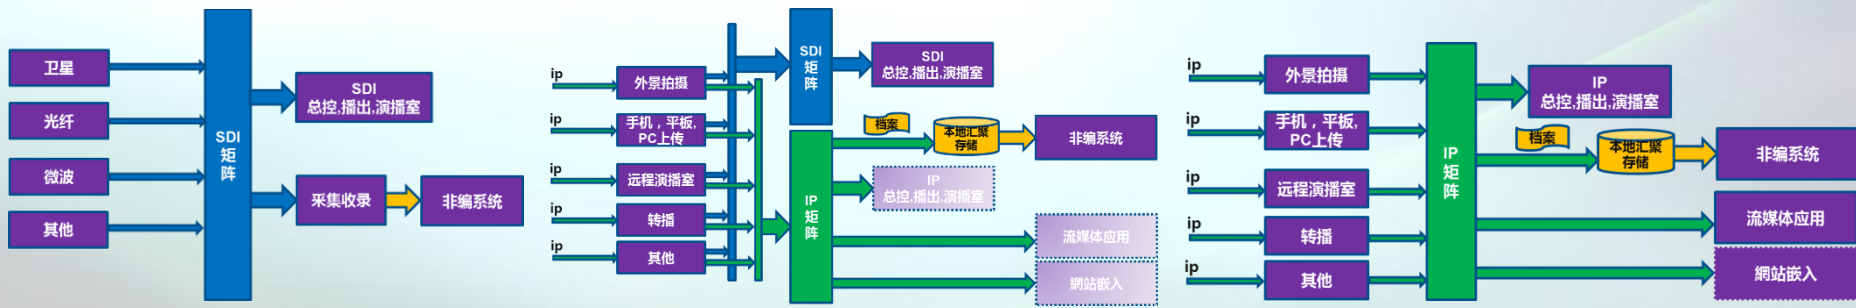 卫星
光纤
微波
其他
SDI
矩
阵
SDI
总控,播出,演播室
采集收录
非编系统
ip
外景拍摄
ip
手机，平板,
PC上传
ip
远程演播室
ip
转播
ip
其他
SDI
矩
阵
SDI
总控,播出,演播室
IP
矩
阵
档案
本地汇聚
存储
非编系统
IP
总控,播出,演播室
流媒体应用
網站嵌入
ip
外景拍摄
ip
手机，平板,
PC上传
ip
远程演播室
ip
转播
ip
其他
IP
矩
阵
IP
总控,播出,演播室
档案
本地汇聚
存储
非编系统
流媒体应用
網站嵌入